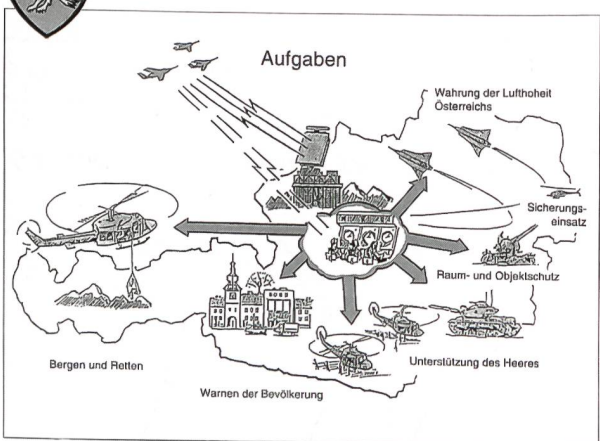 Aufgaben
Wahrung der Lufthoheit
Österreichs
Sicherungs-
einsatz
Raum- und Objektschutz
Unterstützung des Heeres
Bergen und Retten
Warnen der Bevölkerung